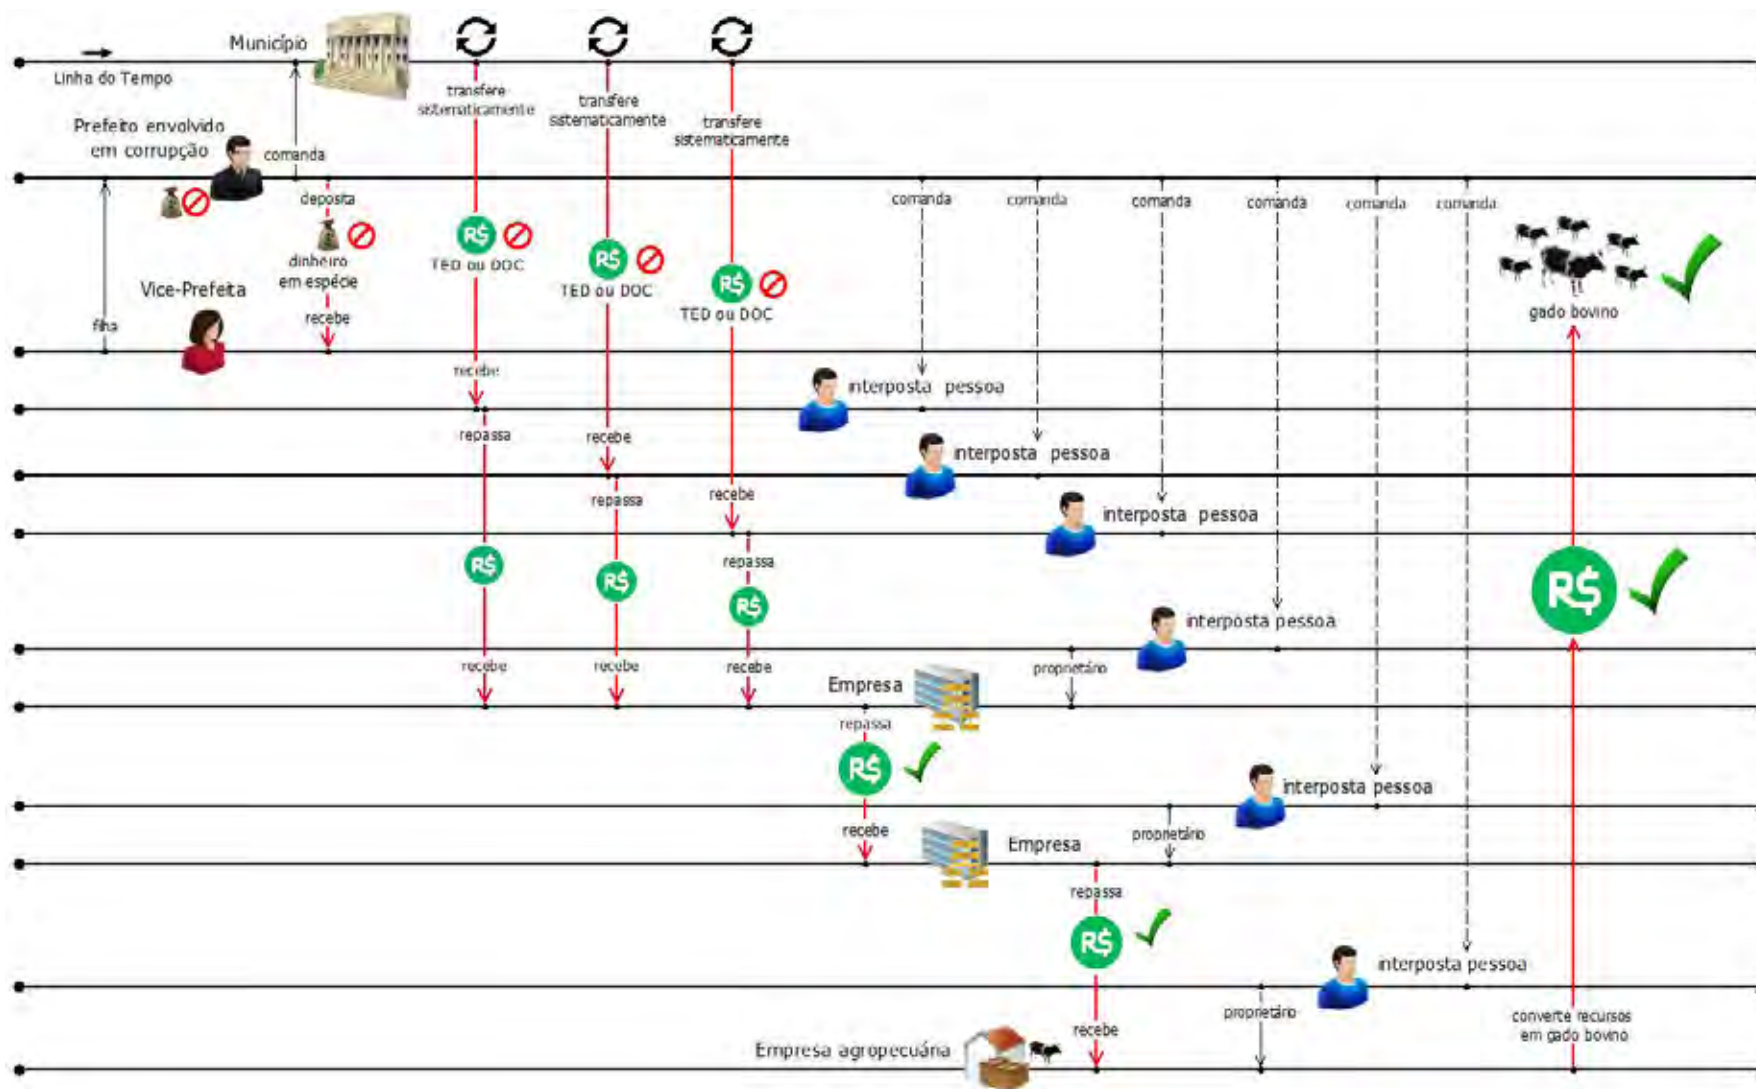 Município
Linha do Tempo
transfere
sistematicamente
transfere
sistematicamente
transfere
sistematicamente
Prefeito envolvido
em corrupção
comanda
deposita
dinheiro
em espécie
recebe
R$
TED ou DOC
R$
TED ou DOC
R$
TED ou DOC
comanda
comanda
comanda
comanda
comanda
comanda
gado bovino
Vice-Prefeita
filha
recebe
interposta pessoa
repassa
recebe
interposta pessoa
repassa
recebe
interposta pessoa
repassa
R$
R$
R$
R$
interposta pessoa
recebe
recebe
recebe
proprietário
Empresa
repassa
R$
interposta pessoa
recebe
Empresa
proprietário
repassa
R$
interposta pessoa
recebe
proprietário
converte recursos
em gado bovino
Empresa agropecuária